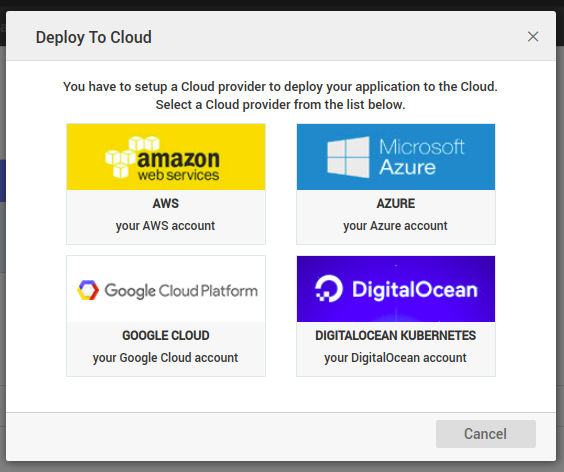 Deploy To Cloud
You have to setup a Cloud provider to deploy your application to the Cloud.
Select a Cloud provider from the list below.
amazon
web services
AWS
your AWS account
Microsoft
Azure
AZURE
your Azure account
Google Cloud Platform
GOOGLE CLOUD
your Google Cloud account
DigitalOcean
DIGITALOCEAN KUBERNETES
your DigitalOcean account
Cancel